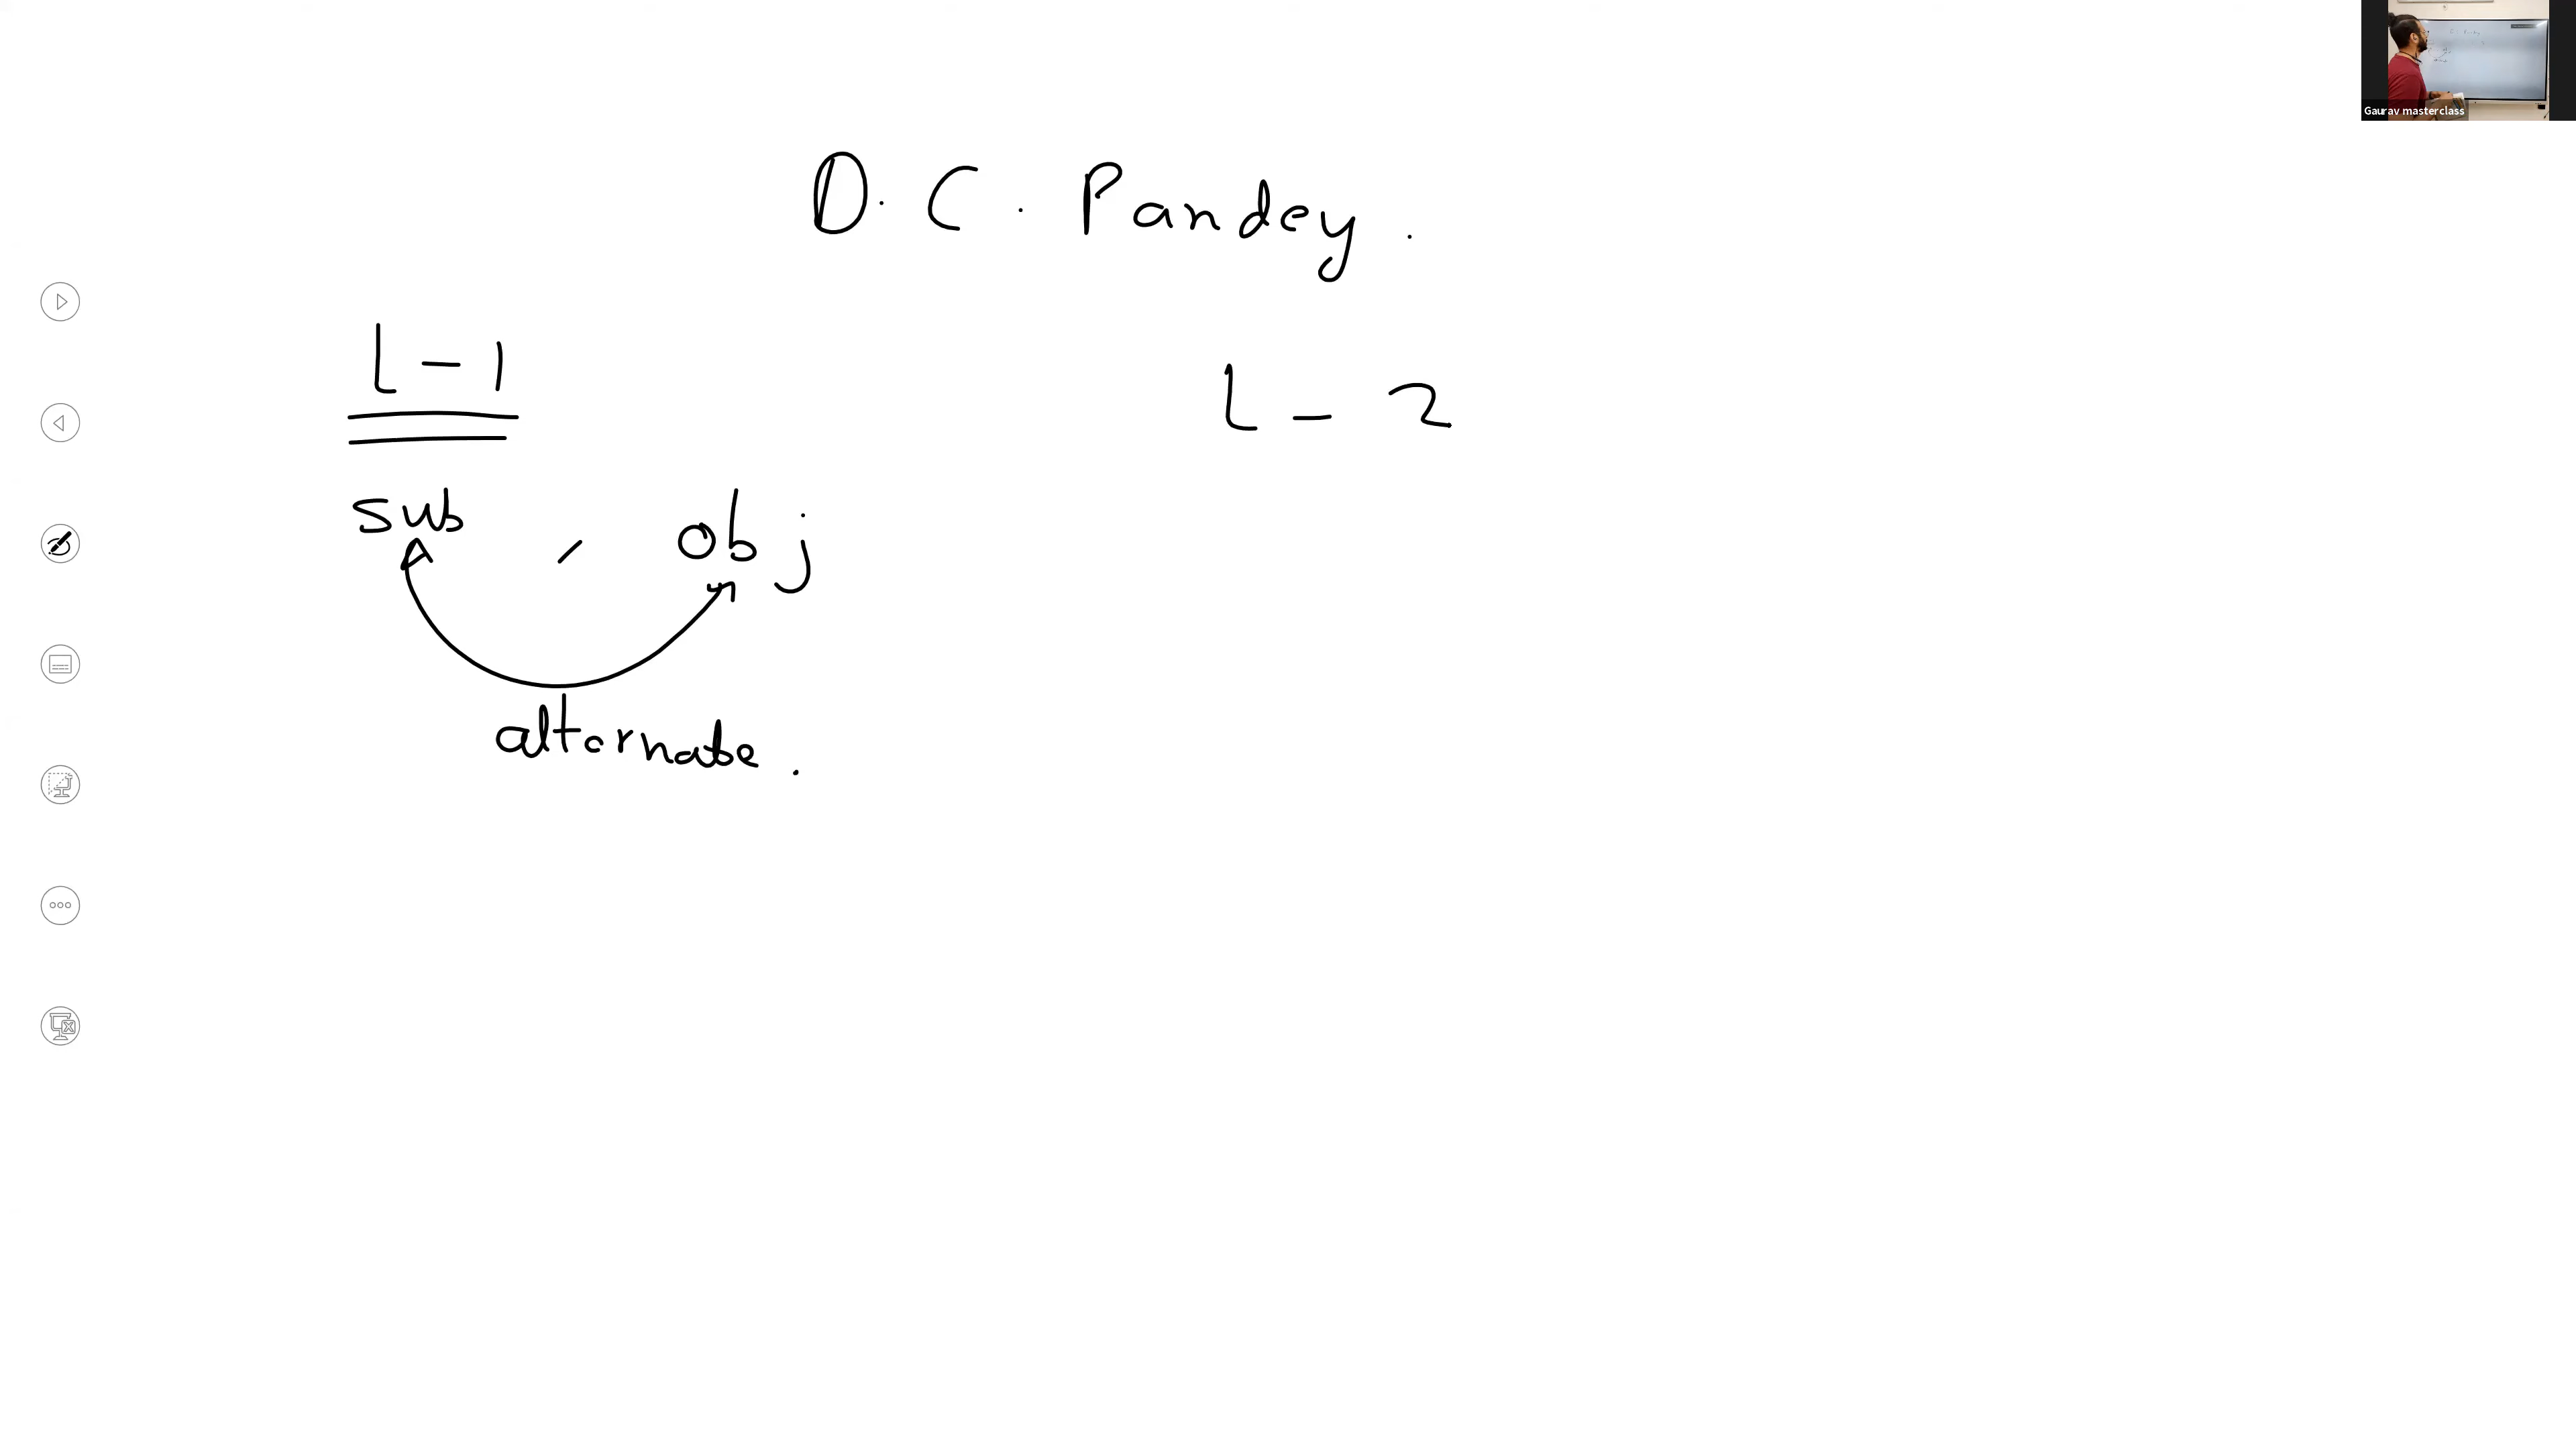 Gaurav masterclass
D. C. Pandey.
L-1
L - 2
sub , obj
alternate.